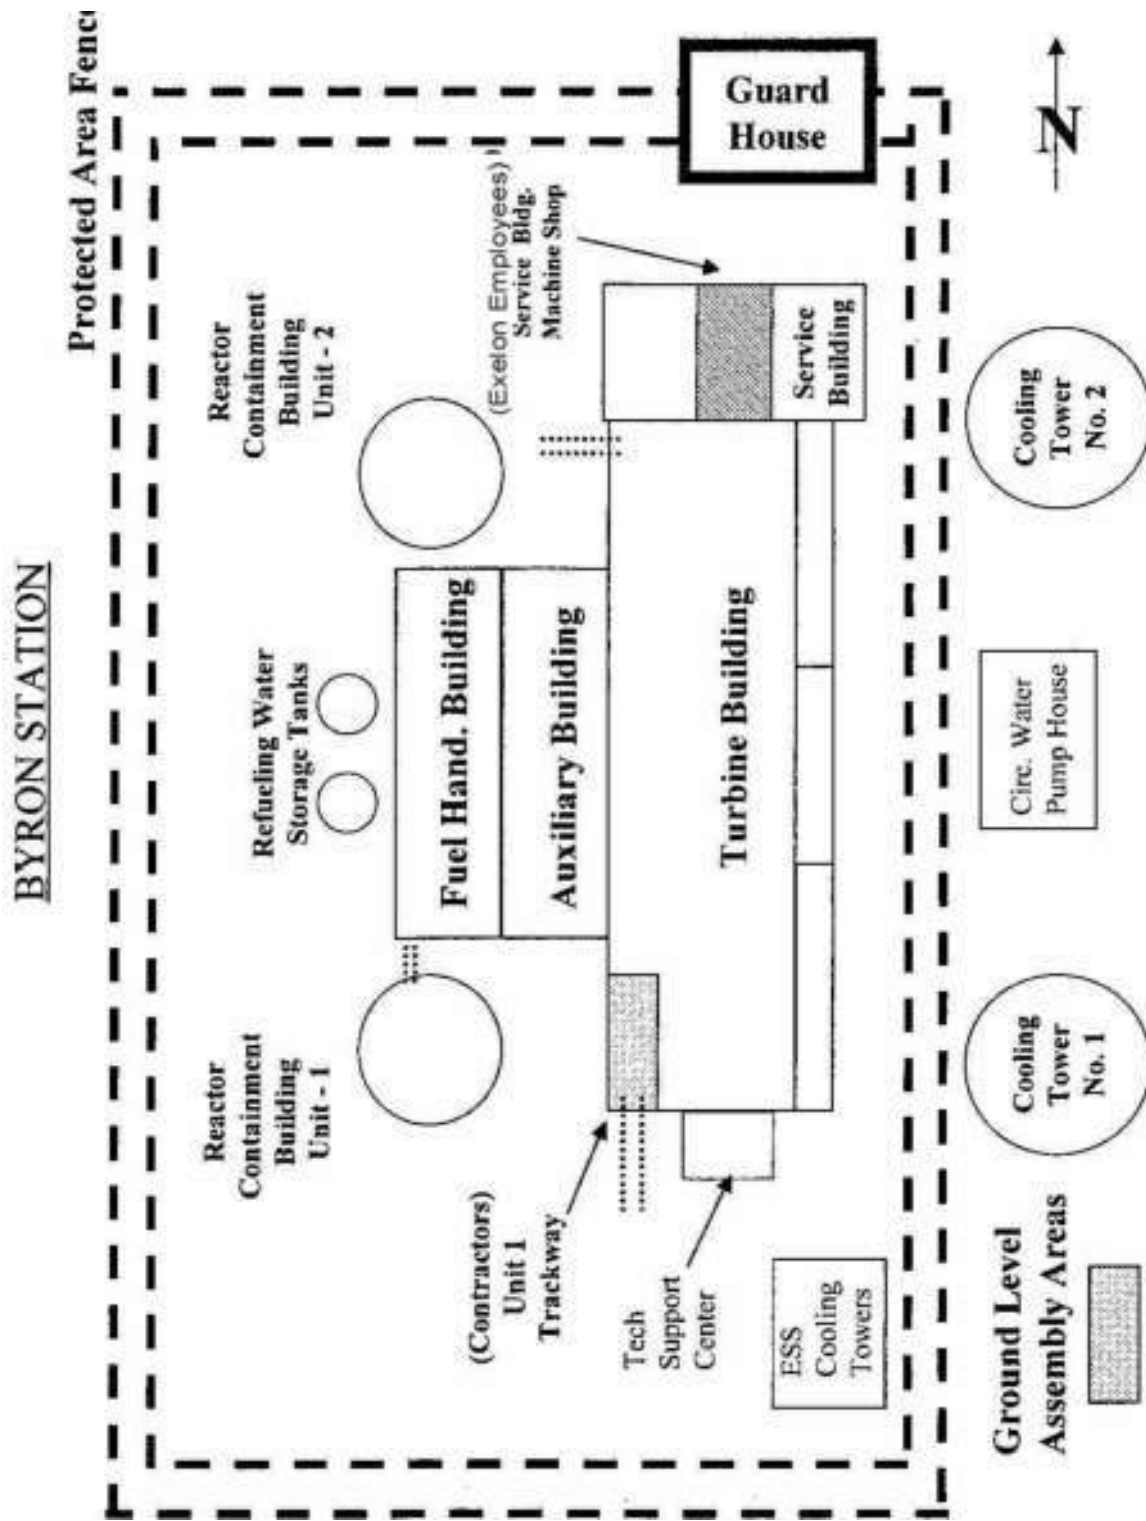 BYRON STATION
Protected Area Fence
Reactor
Containment
Building
Unit - 1
Refueling Water
Storage Tanks
Reactor
Containment
Building
Unit - 2
Fuel Hand. Building
Auxiliary Building
Turbine Building
(Contractors)
Unit 1
Trackway
(Exelon Employees)
Service Bldg.
Machine Shop
Guard
House
Tech
Support
Center
Service
Building
ESS
Cooling
Towers
Ground Level
Assembly Areas
Cooling
Tower
No. 1
Circ. Water
Pump House
Cooling
Tower
No. 2
N